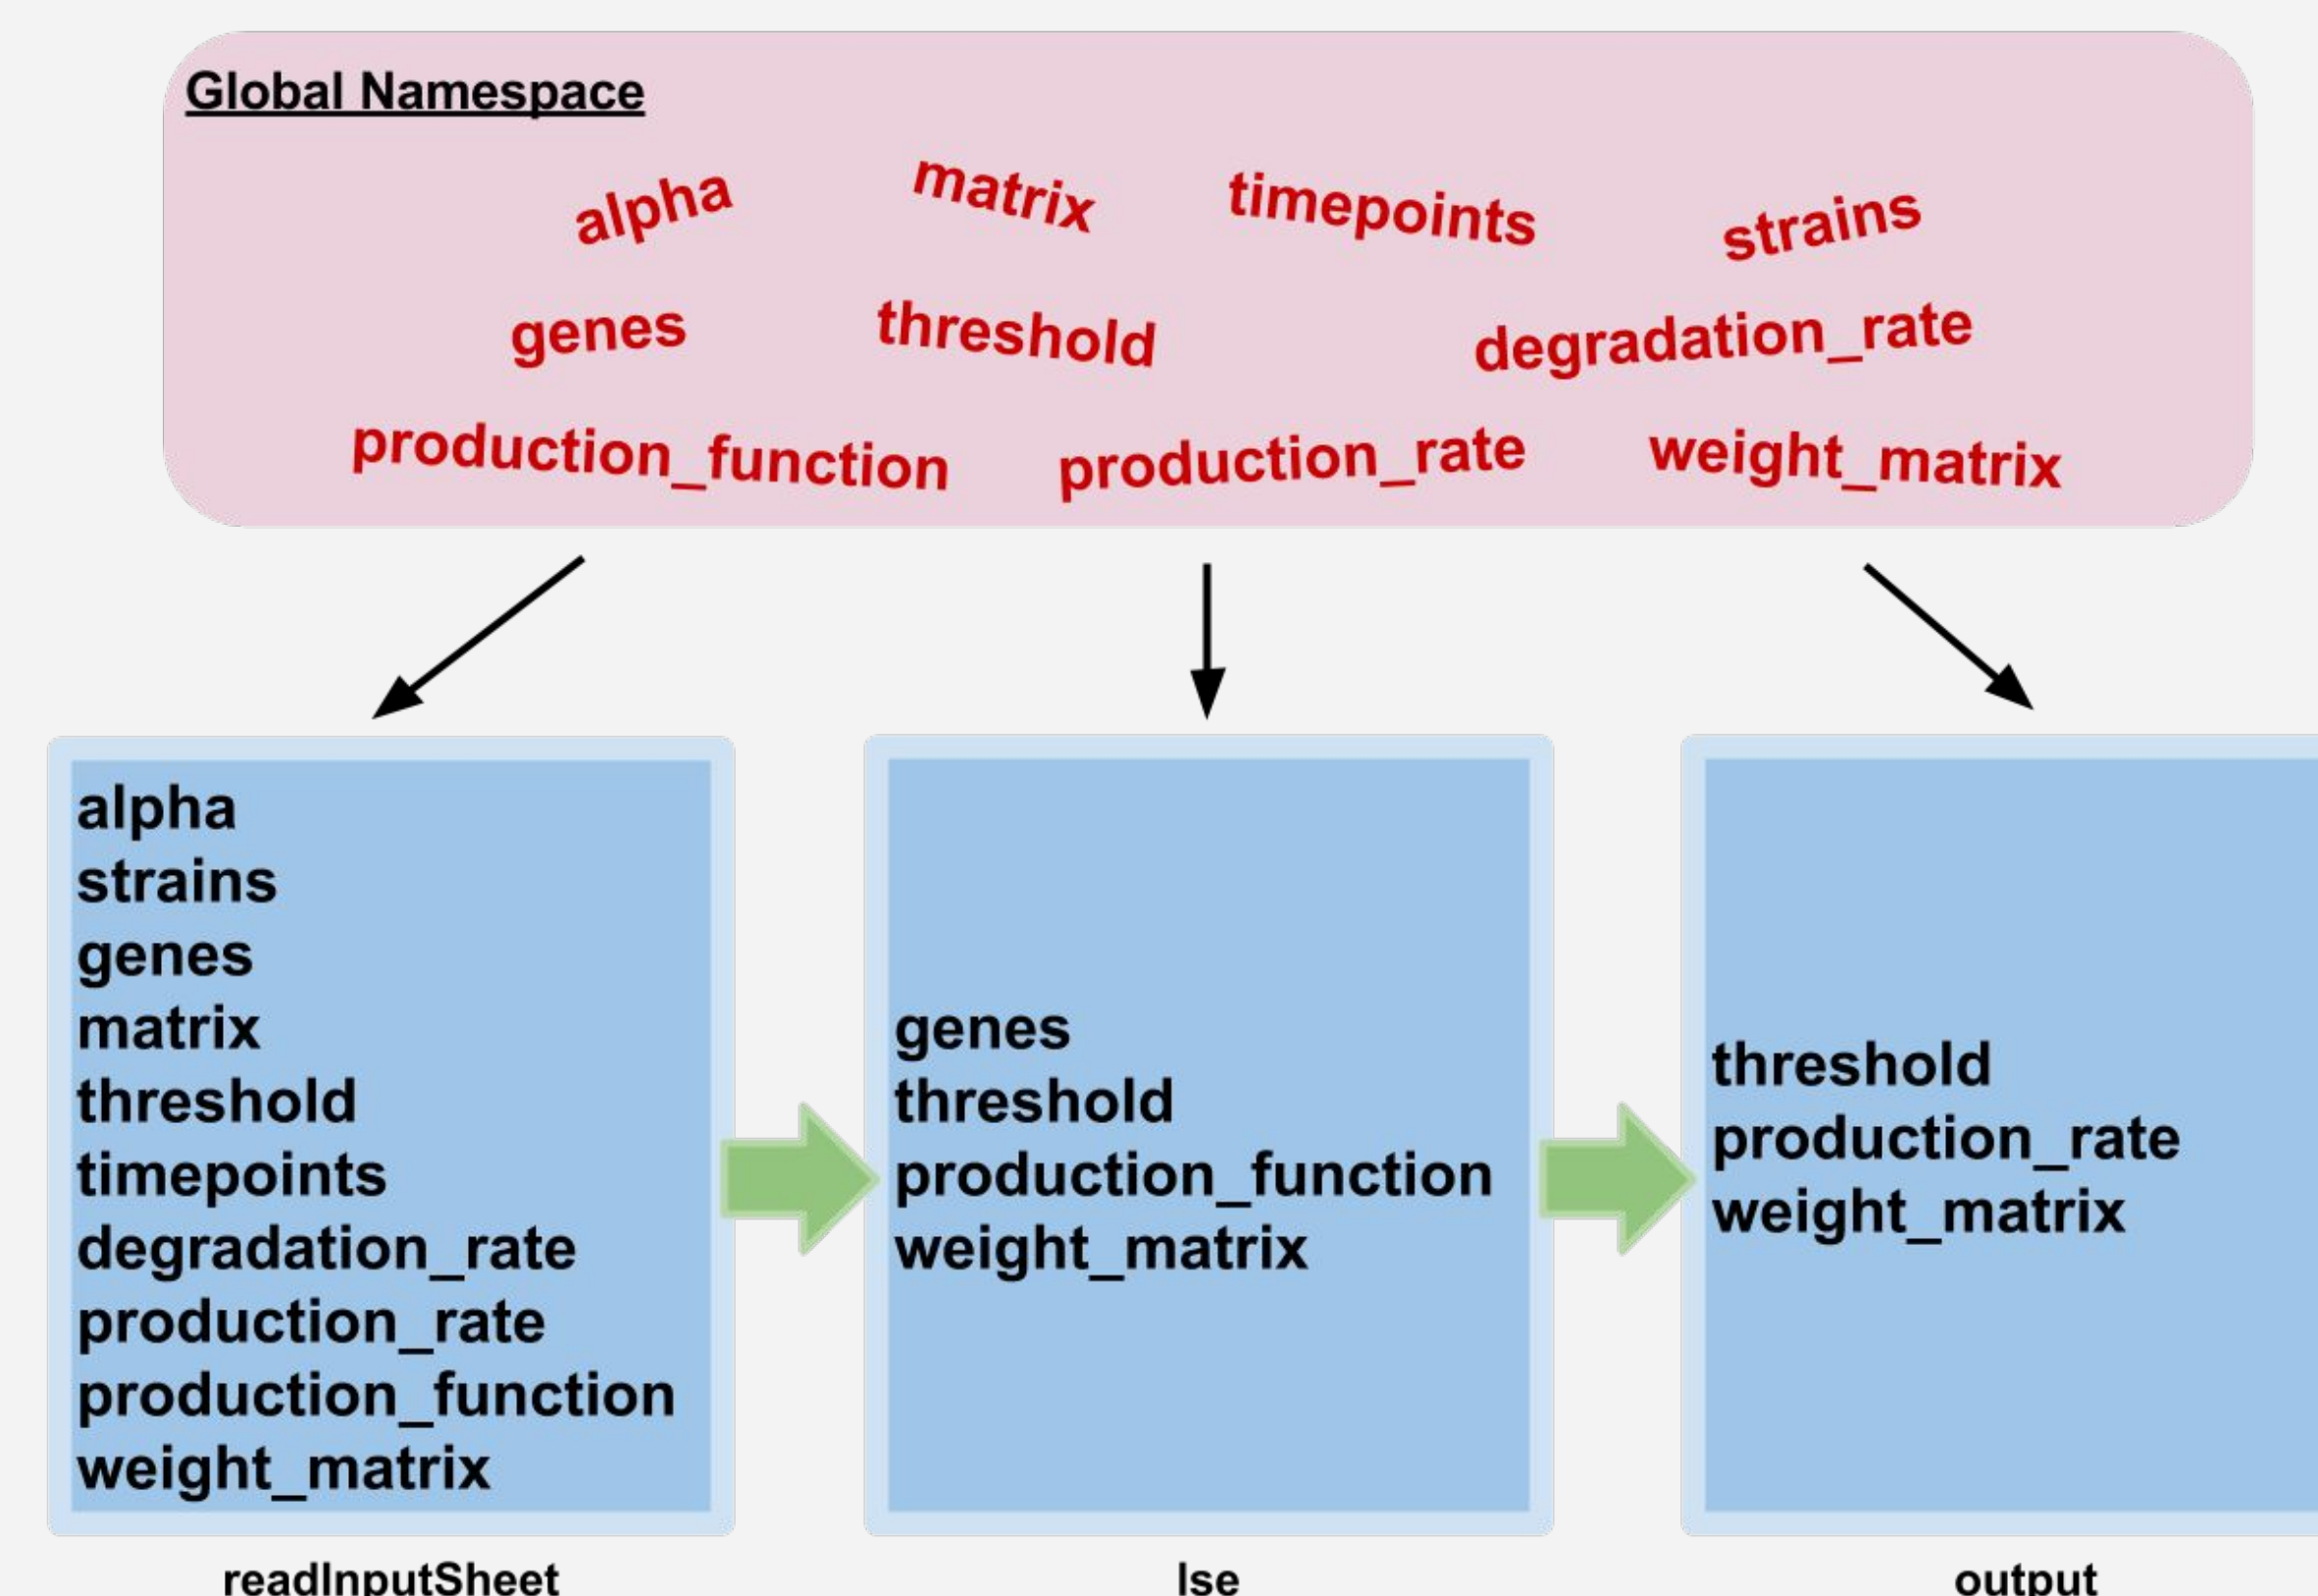 Global Namespace
alpha matrix timepoints strains
genes threshold degradation_rate
production_function production_rate weight_matrix
alpha
strains
genes
matrix
threshold
timepoints
degradation_rate
production_rate
production_function
weight_matrix
readInputSheet
genes
threshold
production_function
weight_matrix
lse
threshold
production_rate
weight_matrix
output